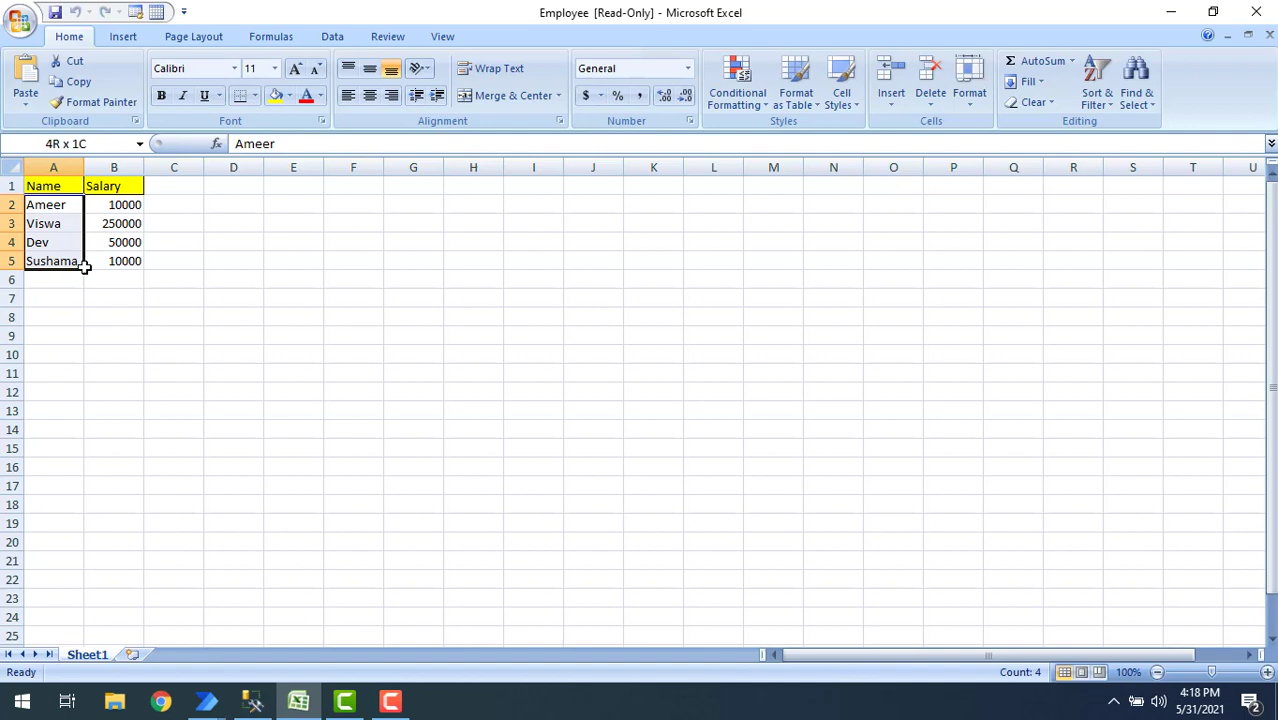 Employee [Read-Only] - Microsoft Excel
Home Insert Page Layout Formulas Data Review View
Paste
Cut
Copy
Format Painter
Clipboard
Calibri 11
B I U A
Font
Wrap Text
Merge & Center
Alignment
General
$ % ,
Number
Conditional Formatting
Format as Table
Cell Styles
Styles
Insert Delete Format
Cells
Σ AutoSum
Fill
Clear
Sort & Filter
Find & Select
Editing
4R x 1C fx Ameer
A B C D E F G H I J K L M N O P Q R S T U
1 Name Salary
2 Ameer 10000
3 Viswa 250000
4 Dev 50000
5 Sushama 10000
6
7
8
9
10
11
12
13
14
15
16
17
18
19
20
21
22
23
24
25
Sheet1
Ready Count: 4 100%
4:18 PM
5/31/2021
2